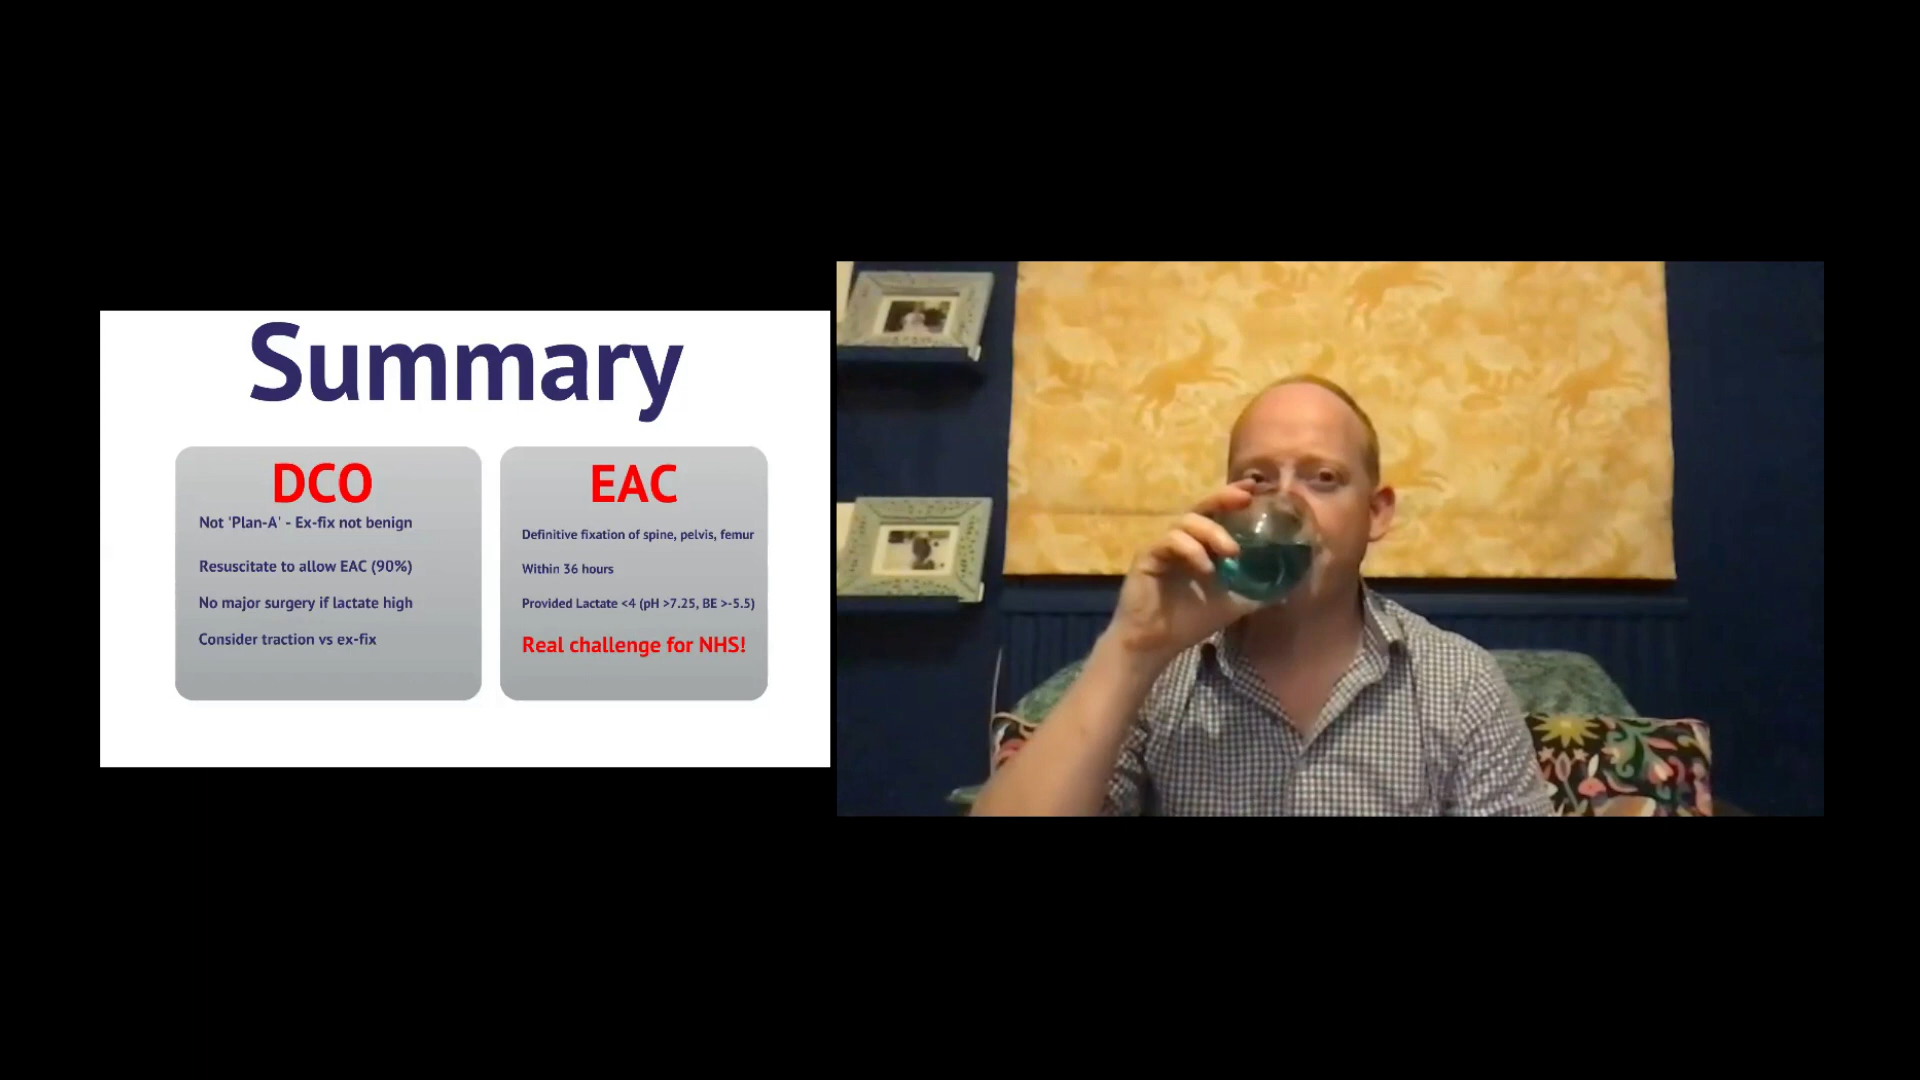 Summary
DCO
Not 'Plan-A' - Ex-fix not benign
Resuscitate to allow EAC (90%)
No major surgery if lactate high
Consider traction vs ex-fix
EAC
Definitive fixation of spine, pelvis, femur
Within 36 hours
Provided Lactate <4 (pH >7.25, BE >-5.5)
Real challenge for NHS!